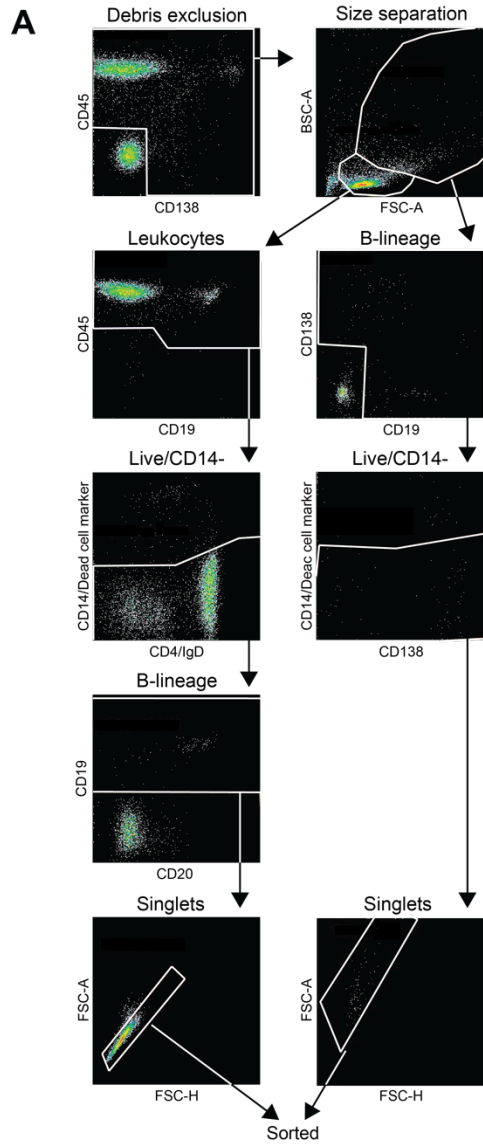 A
Debris exclusion
Size separation
CD45
CD138
BSC-A
FSC-A
Leukocytes
B-lineage
CD45
CD19
CD138
CD19
Live/CD14-
Live/CD14-
CD14/Dead cell marker
CD4/IgD
CD14/Deac cell marker
CD138
B-lineage
CD19
CD20
Singlets
Singlets
FSC-A
FSC-H
FSC-A
FSC-H
Sorted